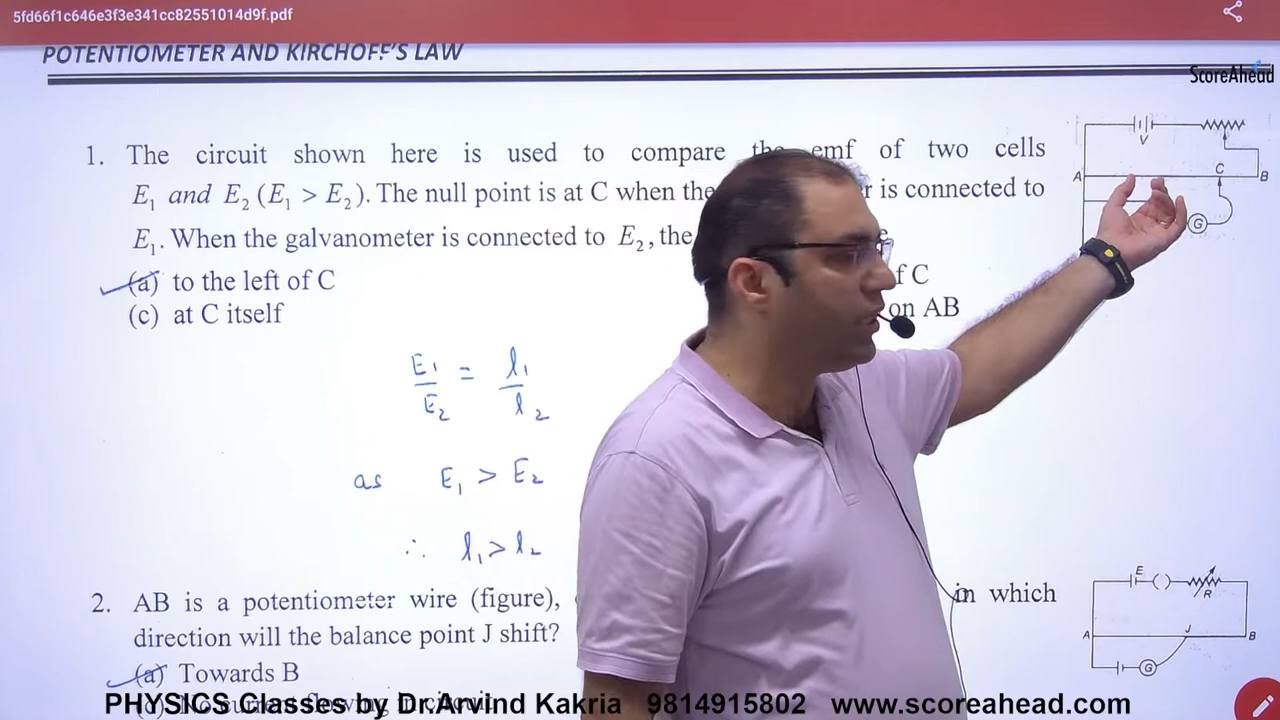 5fd66f1c646e3f3e341cc82551014d9f.pdf
POTENTIOMETER AND KIRCHOFF'S LAW
ScoreAhead
1. The circuit shown here is used to compare the emf of two cells
E₁ and E₂ (E₁ > E₂). The null point is at C when the r is connected to
E₁. When the galvanometer is connected to E₂, the
(a) to the left of C
f C
(c) at C itself
on AB
V
A
C
B
G
E₁/E₂ = l₁/l₂
as E₁ > E₂
∴ l₁ > l₂
2. AB is a potentiometer wire (figure), in which
direction will the balance point J shift?
(a) Towards B
E
R
A
J
B
G
PHYSICS Classes by Dr.Arvind Kakria 9814915802 www.scoreahead.com